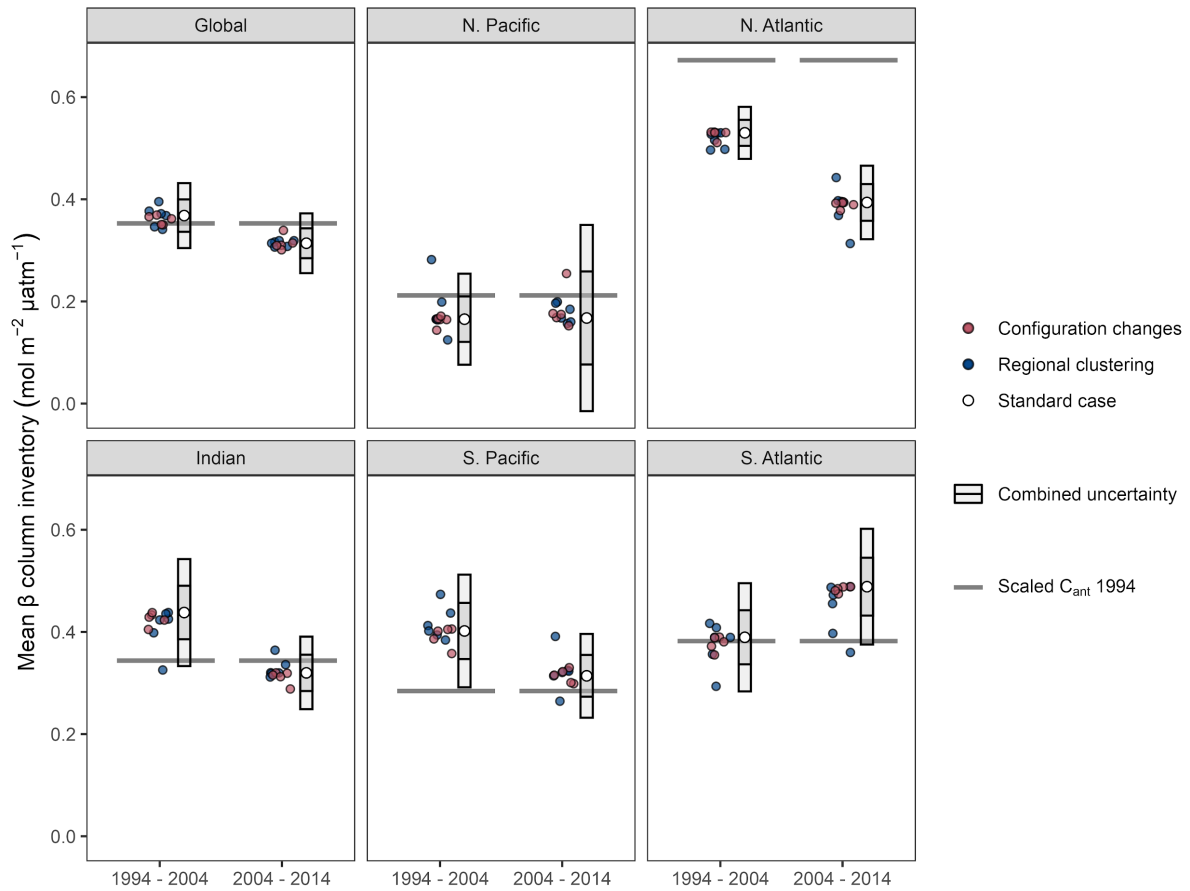 Global
N. Pacific
N. Atlantic
Mean β column inventory (mol m⁻² µatm⁻¹)
0.6
0.4
0.2
0.0
Indian
S. Pacific
S. Atlantic
0.6
0.4
0.2
0.0
1994 - 2004 2004 - 2014
1994 - 2004 2004 - 2014
1994 - 2004 2004 - 2014
Configuration changes
Regional clustering
Standard case
Combined uncertainty
Scaled Cant 1994